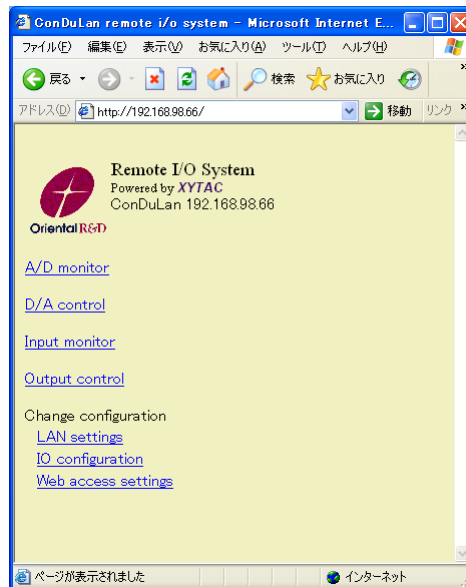 ConDuLan remote i/o system - Microsoft Internet E...
ファイル(F) 編集(E) 表示(V) お気に入り(A) ツール(T) ヘルプ(H)
戻る 検索 お気に入り »
アドレス(D) http://192.168.98.66/ 移動 リンク »
Remote I/O System
Powered by XYTAC
ConDuLan 192.168.98.66
Oriental R&D
A/D monitor
D/A control
Input monitor
Output control
Change configuration
LAN settings
IO configuration
Web access settings
ページが表示されました インターネット